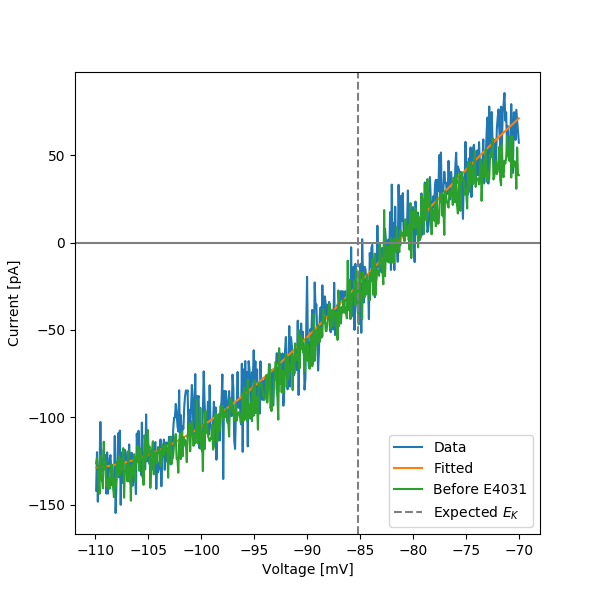 50
0
−50
−100
−150
Current [pA]
−110 −105 −100 −95 −90 −85 −80 −75 −70
Voltage [mV]
Data
Fitted
Before E4031
Expected E_K